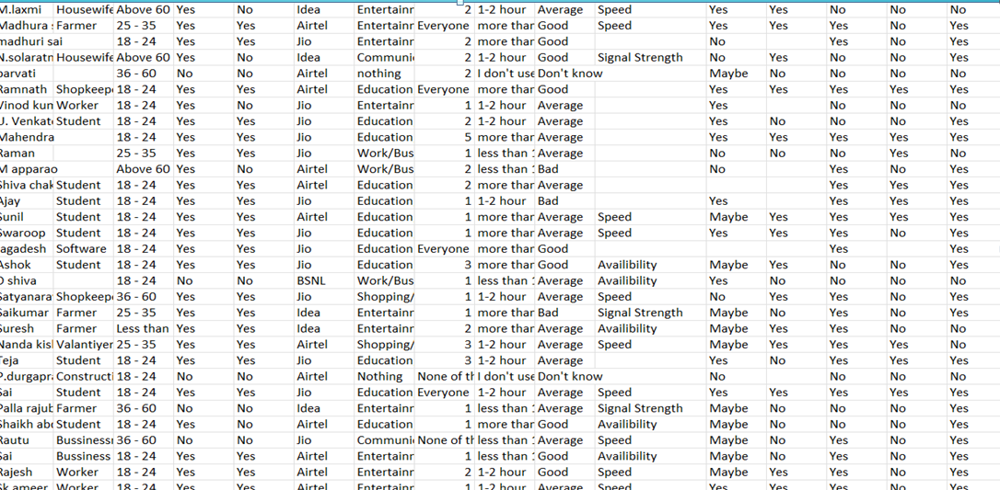 M.laxmi Housewife Above 60 Yes No Idea Entertainr 2 1-2 hour Average Speed Yes Yes No No
Madhura Farmer 25 - 35 Yes Yes Airtel Entertainr Everyone more than Good Speed Yes Yes Yes No Yes
madhuri sai 18 - 24 Yes Yes Jio Entertainr 2 more than Good No Yes No Yes
N.solaratn Housewife Above 60 Yes No Idea Communi 2 1-2 hour Good Signal Strength No Yes No No Yes
parvati 36 - 60 No No Airtel nothing 2 I don't use Don't know Maybe No No No No
Ramnath Shopkeep 18 - 24 Yes Yes Airtel Education Everyone more than Good Yes Yes Yes Yes Yes
Vinod kun Worker 18 - 24 Yes No Jio Entertainr 1 1-2 hour Average Yes No No No
U. Venkat Student 18 - 24 Yes Yes Jio Education 2 1-2 hour Average Yes No No No Yes
Mahendra 18 - 24 Yes Yes Jio Education 5 more than Average Yes Yes Yes Yes Yes
Raman 25 - 35 Yes Yes Jio Work/Bus 1 less than 1 Average No No No Yes No
M apparao Above 60 Yes No Airtel Work/Bus 2 less than 1 Bad No Yes No Yes
Shiva chak Student 18 - 24 Yes Yes Airtel Education 2 more than Average Yes Yes Yes
Ajay Student 18 - 24 Yes Yes Jio Education 1 1-2 hour Bad Yes Yes No Yes
Sunil Student 18 - 24 Yes Yes Airtel Education 1 more than Average Speed Maybe Yes Yes Yes Yes
Swaroop Student 18 - 24 Yes Yes Jio Education 1 more than Average Speed Yes Yes Yes No Yes
agadesh Software 18 - 24 Yes Yes Jio Education Everyone more than Good Yes Yes
Ashok Student 18 - 24 Yes Yes Jio Education 3 more than Good Availibility Maybe Yes No No Yes
D shiva 18 - 24 No No BSNL Work/Bus 1 less than 1 Average Availibility Yes No No No No
Satyanara Shopkeep 36 - 60 Yes Yes Jio Shopping/ 1 1-2 hour Average Speed No Yes Yes No Yes
Saikumar Farmer 25 - 35 Yes Yes Idea Entertainr 1 more than Bad Signal Strength Maybe No Yes No Yes
Suresh Farmer Less than Yes Yes Idea Entertainr 2 more than Average Availibility Maybe Yes Yes No No
Nanda kisl Valantiyer 25 - 35 Yes Yes Airtel Shopping/ 3 1-2 hour Average Speed Maybe Yes Yes Yes No
Teja Student 18 - 24 Yes Yes Jio Education 3 1-2 hour Average Yes No Yes No Yes
P.durgapra Constructi 18 - 24 No No Airtel Nothing None of th I don't use Don't know No No No No
Sai Student 18 - 24 Yes Yes Jio Education Everyone 1-2 hour Average Speed Yes Yes Yes Yes Yes
Palla rajub Farmer 36 - 60 No No Idea Entertainr 1 less than 1 Average Signal Strength Maybe No No No Yes
Shaikh abd Student 18 - 24 Yes No Airtel Education 1 more than Good Availibility Maybe No No No Yes
Rautu Bussinessr 36 - 60 No No Jio Communi None of th less than 1 Average Speed Maybe No No No Yes
Sai Bussiness 18 - 24 Yes Yes Airtel Entertainr 1 less than 1 Good Availibility Maybe No Yes No Yes
Rajesh Worker 18 - 24 Yes Yes Airtel Entertainr 2 1-2 hour Good Speed Maybe Yes Yes No Yes
Sk ameer Worker 18 - 24 Yes Yes Airtel Entertainr 1 1-2 hour Average Speed Yes Yes Yes No Yes